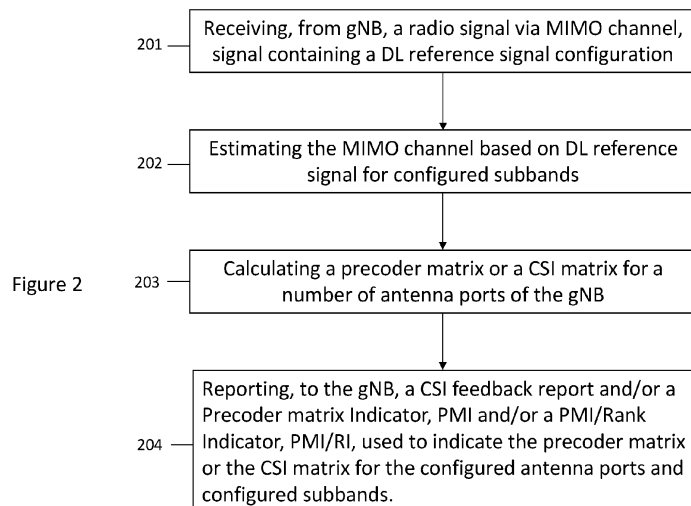 201
Receiving, from gNB, a radio signal via MIMO channel,
signal containing a DL reference signal configuration
202
Estimating the MIMO channel based on DL reference
signal for configured subbands
Figure 2
203
Calculating a precoder matrix or a CSI matrix for a
number of antenna ports of the gNB
204
Reporting, to the gNB, a CSI feedback report and/or a
Precoder matrix Indicator, PMI and/or a PMI/Rank
Indicator, PMI/RI, used to indicate the precoder matrix
or the CSI matrix for the configured antenna ports and
configured subbands.